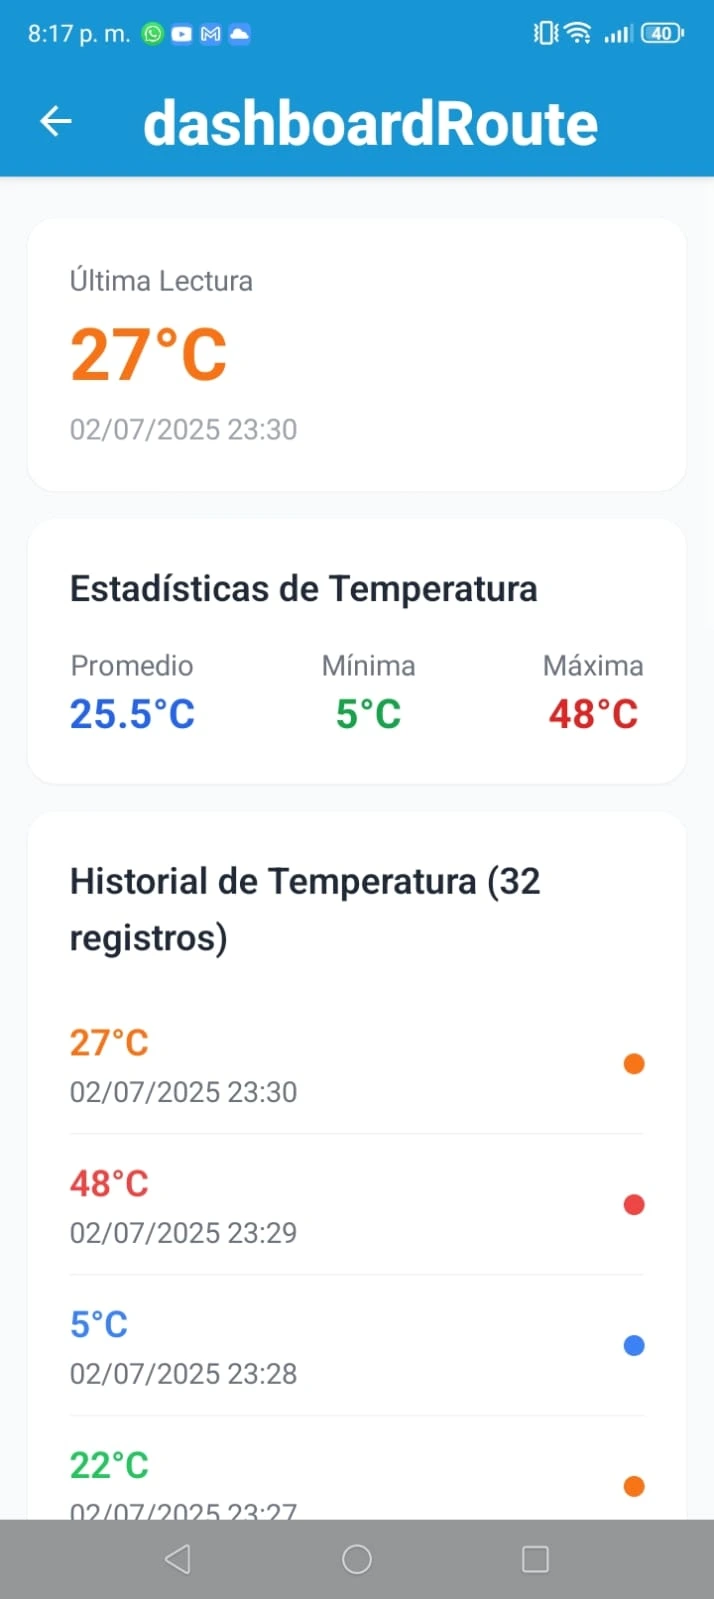 8:17 p. m.
40
dashboardRoute
Última Lectura
27°C
02/07/2025 23:30
Estadísticas de Temperatura
Promedio Mínima Máxima
25.5°C 5°C 48°C
Historial de Temperatura (32
registros)
27°C
02/07/2025 23:30
48°C
02/07/2025 23:29
5°C
02/07/2025 23:28
22°C
02/07/2025 23:27